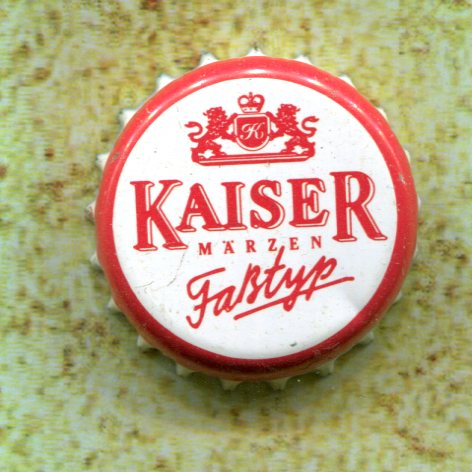 K
KAISER
MÄRZEN
Faßtyp